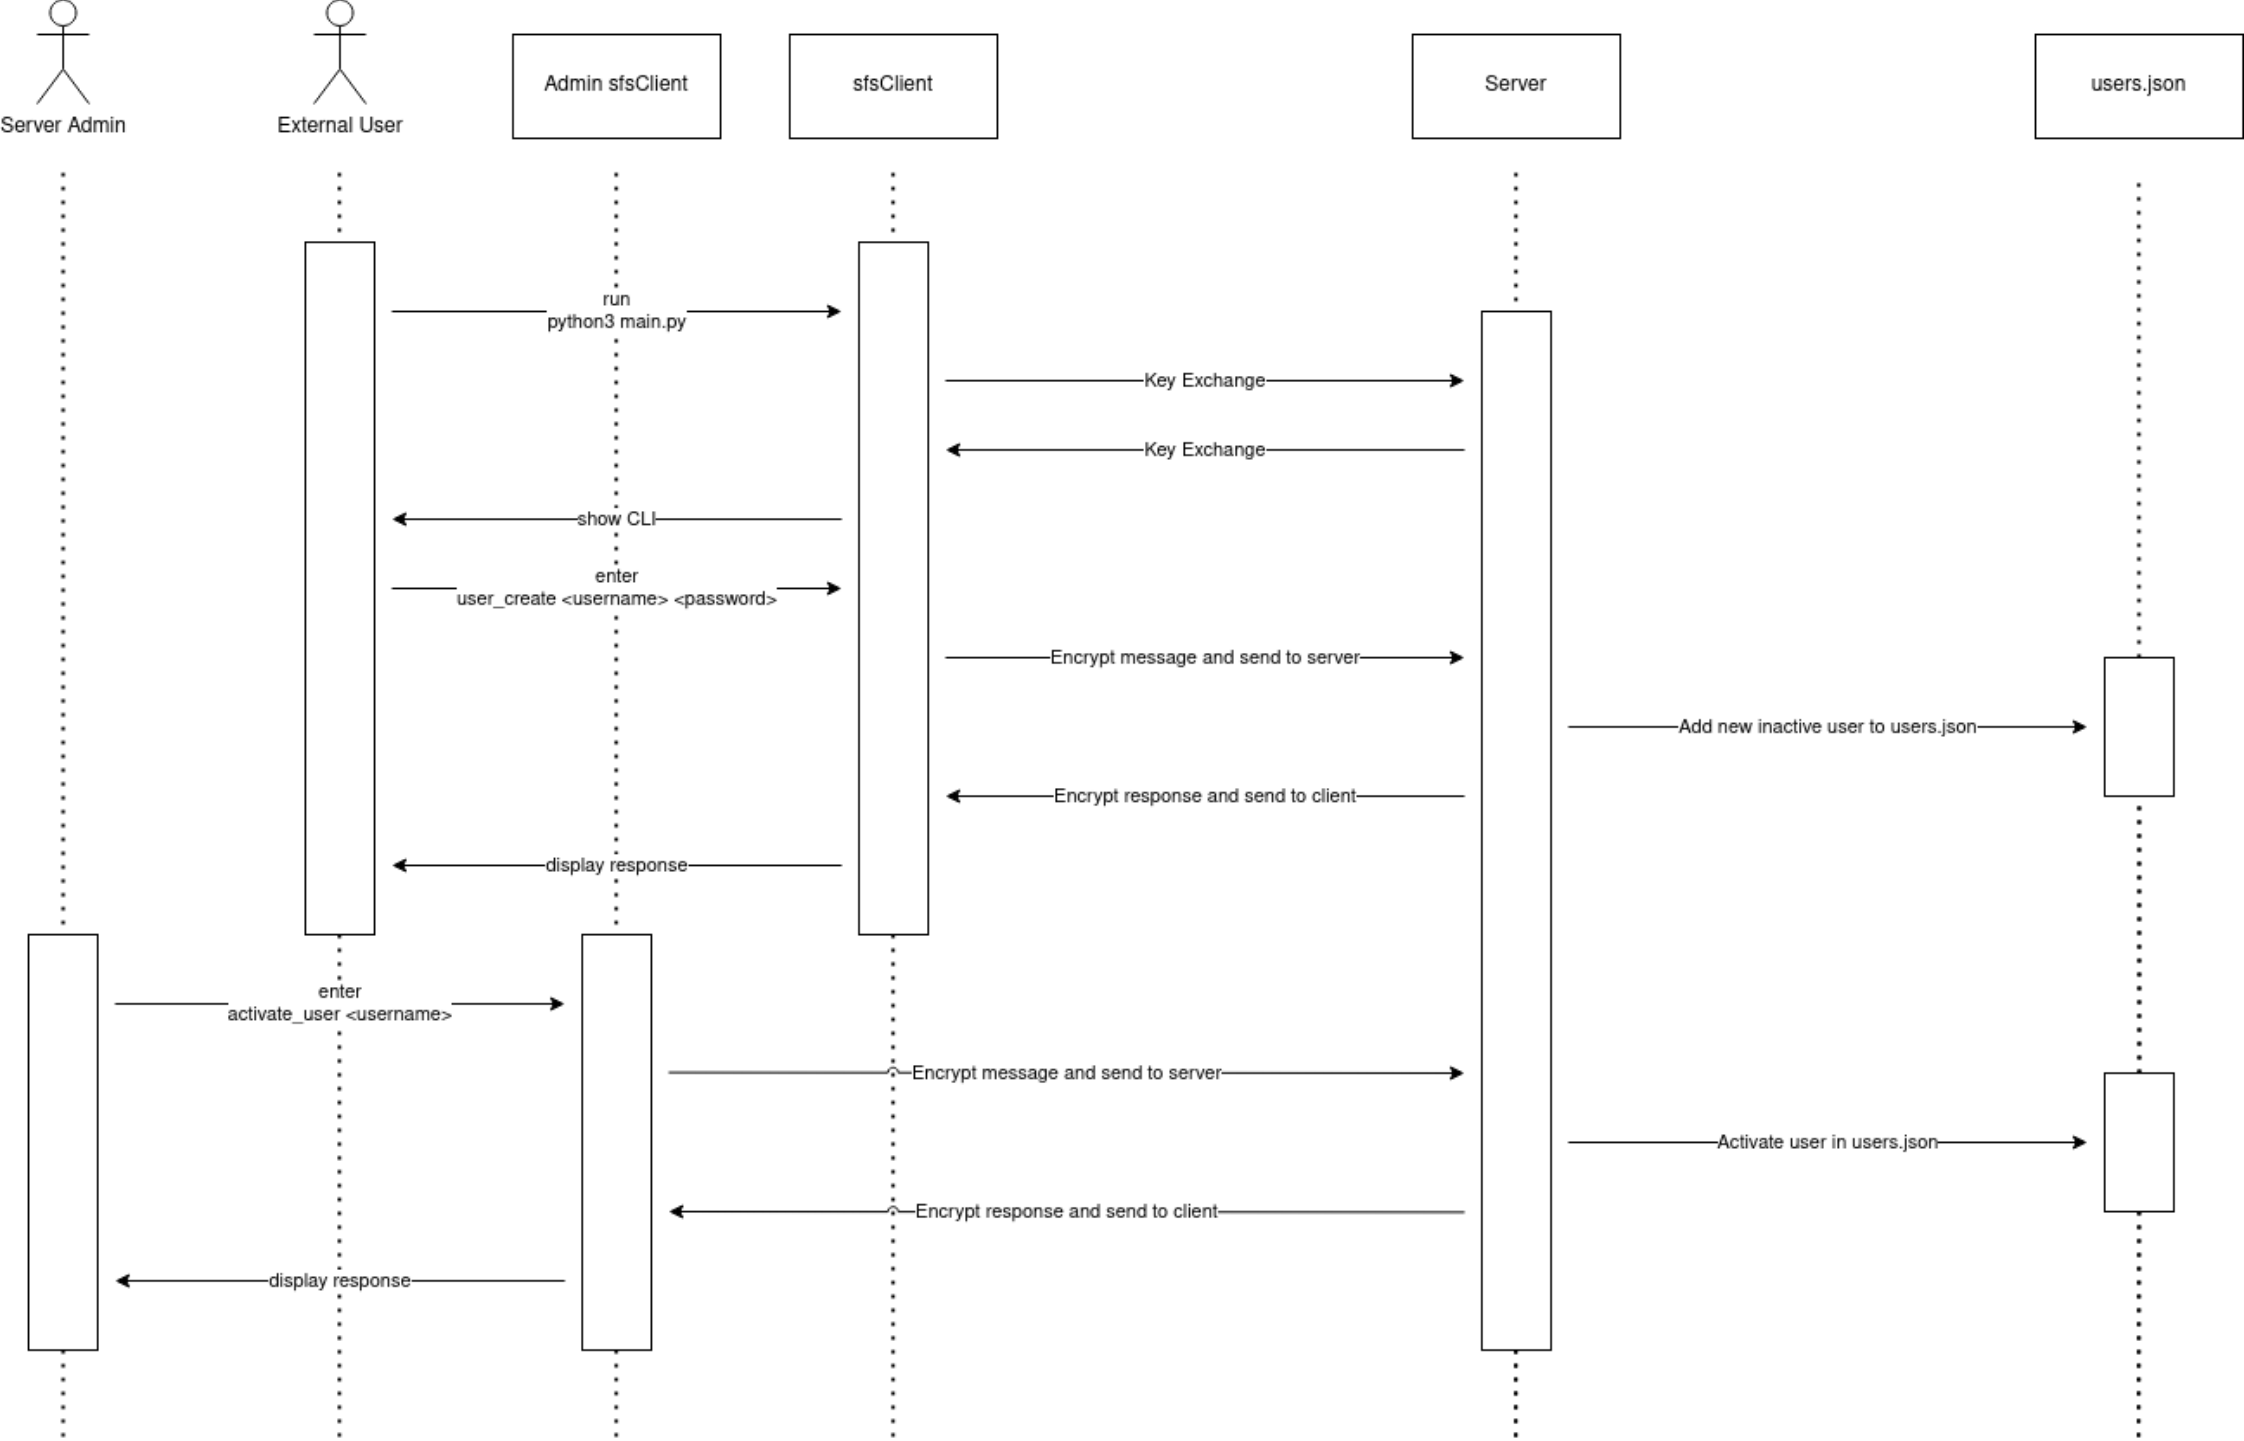 Server Admin
External User
Admin sfsClient
sfsClient
Server
users.json
run
python3 main.py
Key Exchange
Key Exchange
show CLI
enter
user_create <username> <password>
Encrypt message and send to server
Add new inactive user to users.json
Encrypt response and send to client
display response
enter
activate_user <username>
Encrypt message and send to server
Activate user in users.json
Encrypt response and send to client
display response